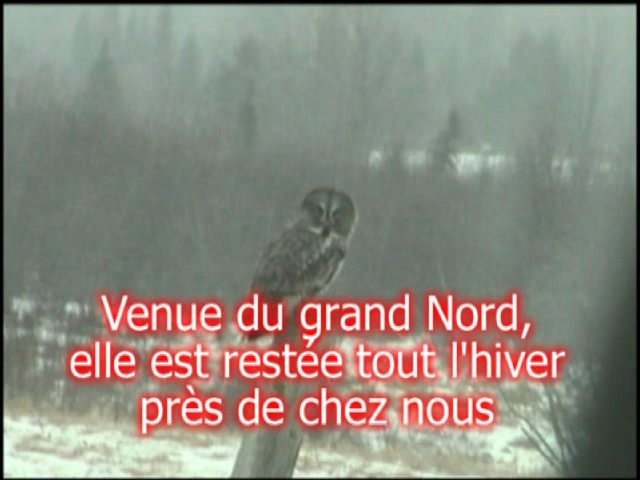 Venue du grand Nord,
elle est restée tout l'hiver
près de chez nous